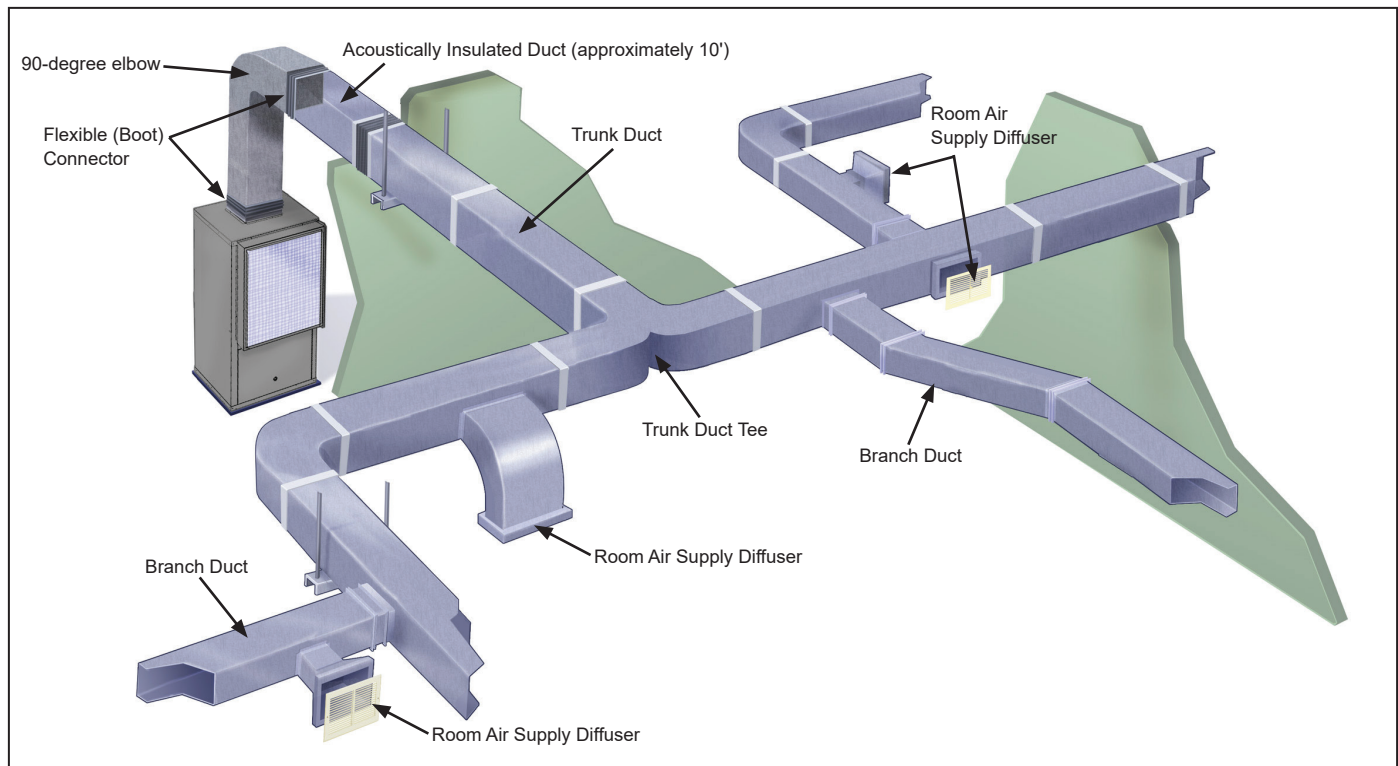 Acoustically Insulated Duct (approximately 10')
90-degree elbow
Flexible (Boot)
Connector
Trunk Duct
Room Air
Supply Diffuser
Trunk Duct Tee
Branch Duct
Room Air Supply Diffuser
Branch Duct
Room Air Supply Diffuser